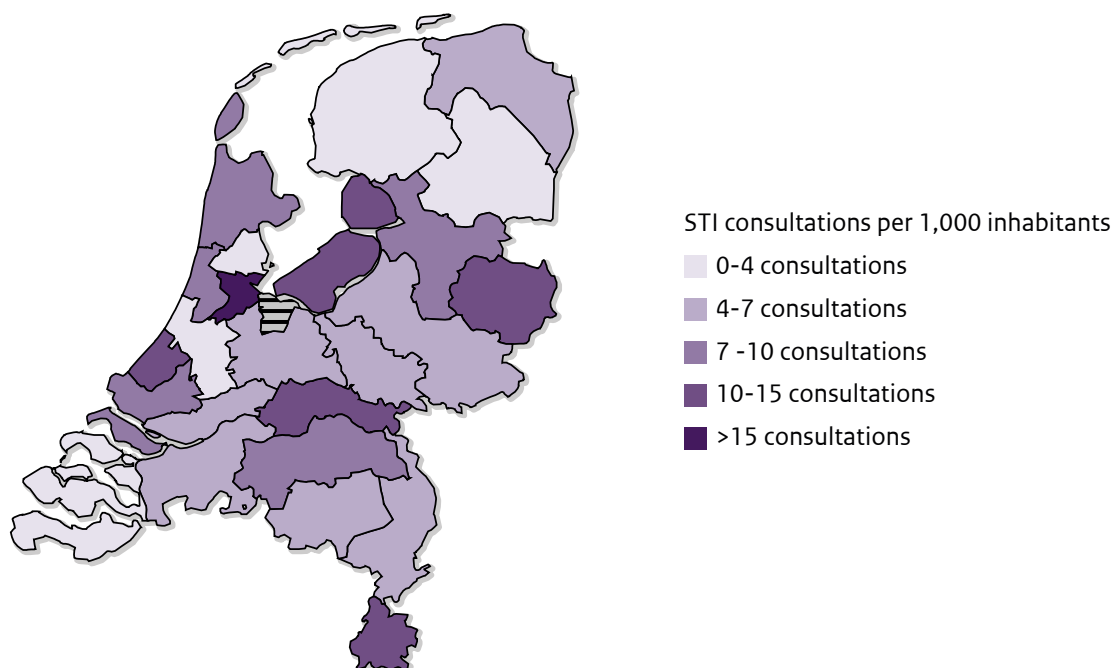 STI consultations per 1,000 inhabitants
0-4 consultations
4-7 consultations
7 -10 consultations
10-15 consultations
>15 consultations